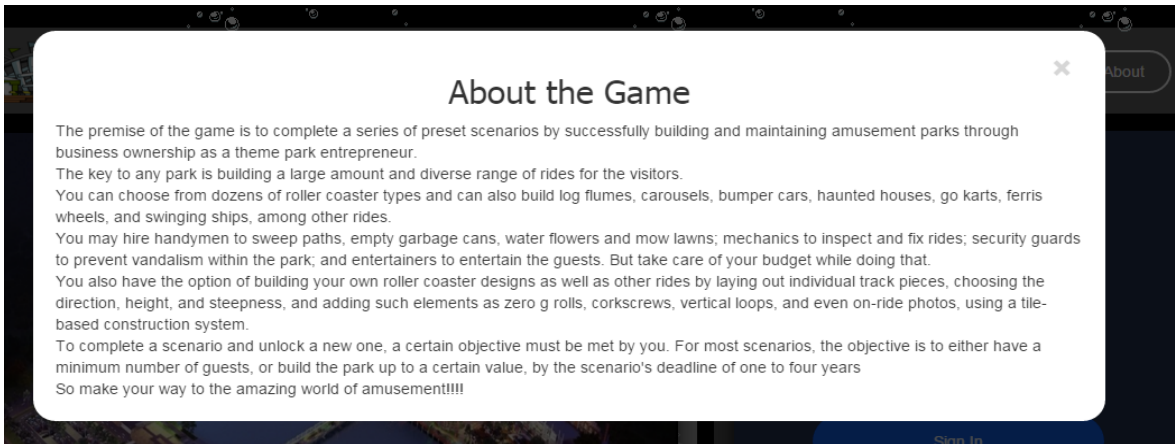 About
About the Game
The premise of the game is to complete a series of preset scenarios by successfully building and maintaining amusement parks through
business ownership as a theme park entrepreneur.
The key to any park is building a large amount and diverse range of rides for the visitors.
You can choose from dozens of roller coaster types and can also build log flumes, carousels, bumper cars, haunted houses, go karts, ferris
wheels, and swinging ships, among other rides.
You may hire handymen to sweep paths, empty garbage cans, water flowers and mow lawns; mechanics to inspect and fix rides; security guards
to prevent vandalism within the park; and entertainers to entertain the guests. But take care of your budget while doing that.
You also have the option of building your own roller coaster designs as well as other rides by laying out individual track pieces, choosing the
direction, height, and steepness, and adding such elements as zero g rolls, corkscrews, vertical loops, and even on-ride photos, using a tile-
based construction system.
To complete a scenario and unlock a new one, a certain objective must be met by you. For most scenarios, the objective is to either have a
minimum number of guests, or build the park up to a certain value, by the scenario's deadline of one to four years
So make your way to the amazing world of amusement!!!!
Sign In